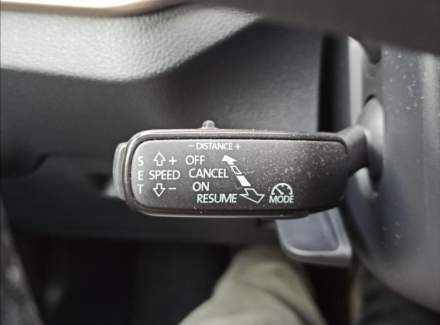 - DISTANCE +
S + OFF
E SPEED CANCEL
T - ON
RESUME MODE